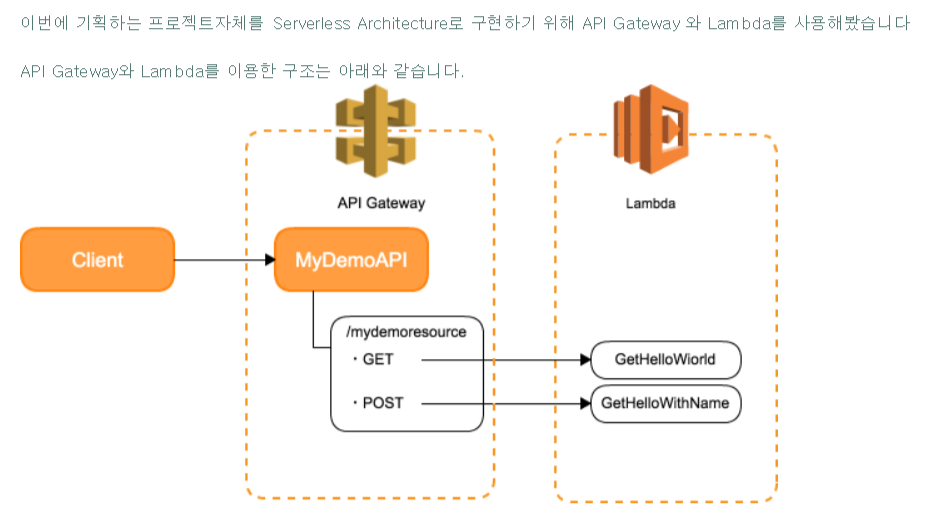 이번에 기획하는 프로젝트자체를 Serverless Architecture로 구현하기 위해 API Gateway 와 Lambda를 사용해봤습니다
API Gateway와 Lambda를 이용한 구조는 아래와 같습니다.
API Gateway
Lambda
Client
MyDemoAPI
/mydemoresource
· GET
GetHelloWiorld
· POST
GetHelloWithName